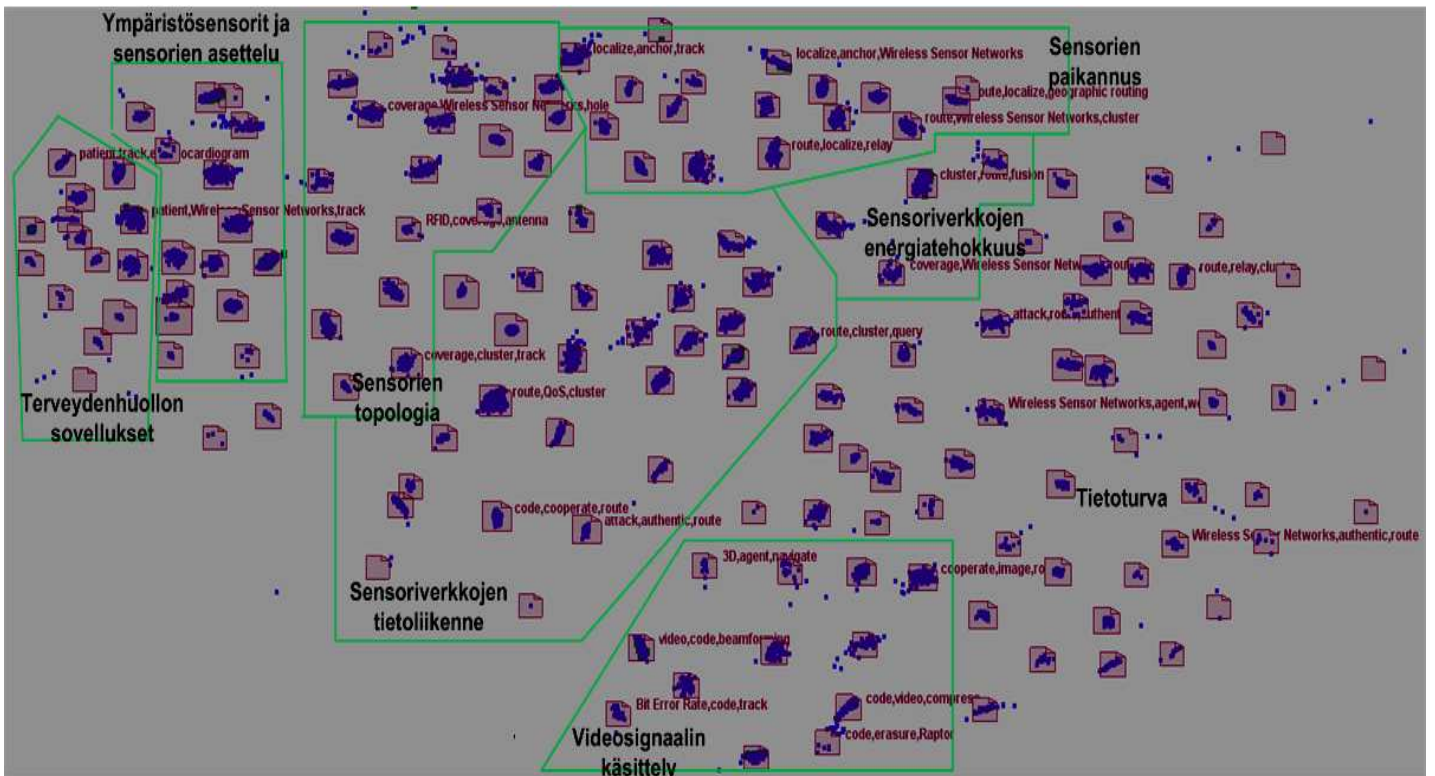 Ympäristösensorit ja
sensorien asettelu
localize,anchor,track
localize,anchor,Wireless Sensor Networks
Sensorien
paikannus
coverage,Wireless Sensor Networks,hole
route,localize,geographic routing
route,Wireless Sensor Networks,cluster
patient,track,electrocardiogram
route,localize,relay
cluster,route,fusion
patient,Wireless Sensor Networks,track
RFID,coverage,antenna
Sensoriverkkojen
energiatehokkuus
coverage,Wireless Sensor Networks,route
route,relay,cluster
attack,route,authentic
route,cluster,query
coverage,cluster,track
Sensorien
topologia
route,QoS,cluster
Terveydenhuollon
sovellukset
Wireless Sensor Networks,agent,we
Tietoturva
code,cooperate,route
attack,authentic,route
Wireless Sensor Networks,authentic,route
3D,agent,navigate
cooperate,image,ro
Sensoriverkkojen
tietoliikenne
video,code,beamforming
Bit Error Rate,code,track
code,video,compress
code,erasure,Raptor
Videosignaalin
käsittely